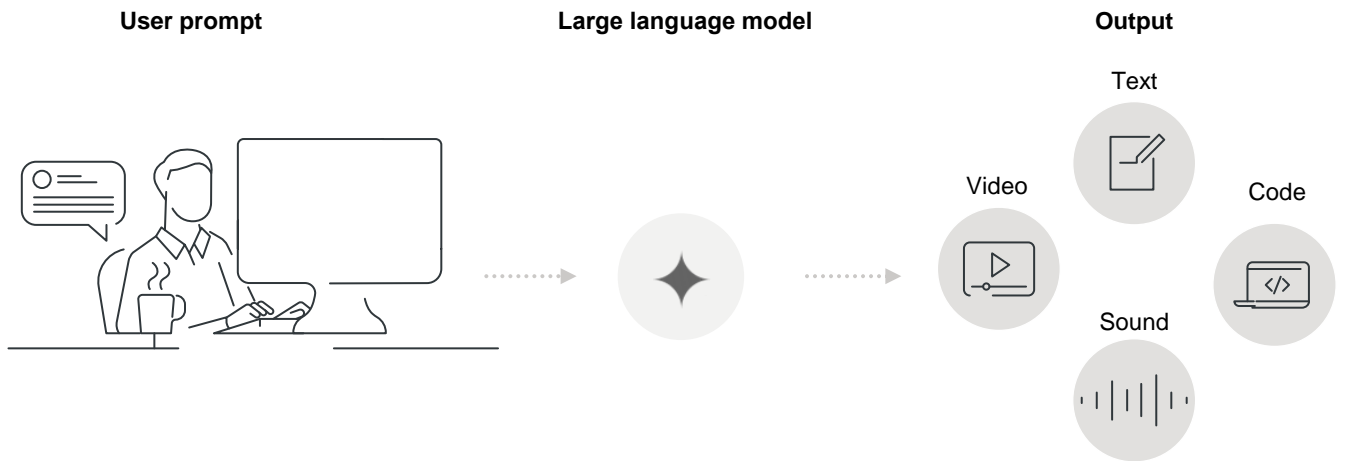 User prompt
Large language model
Output
Text
Video
Code
Sound
</>